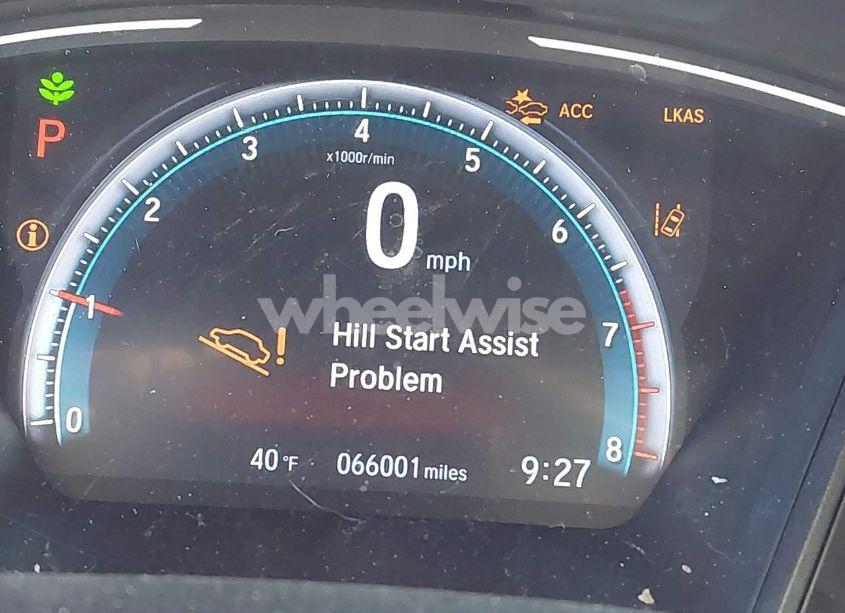 P
ACC
LKAS
0
1
2
3
4
5
6
7
8
x1000r/min
0 mph
wheelwise
Hill Start Assist
Problem
40 °F
066001 miles
9:27